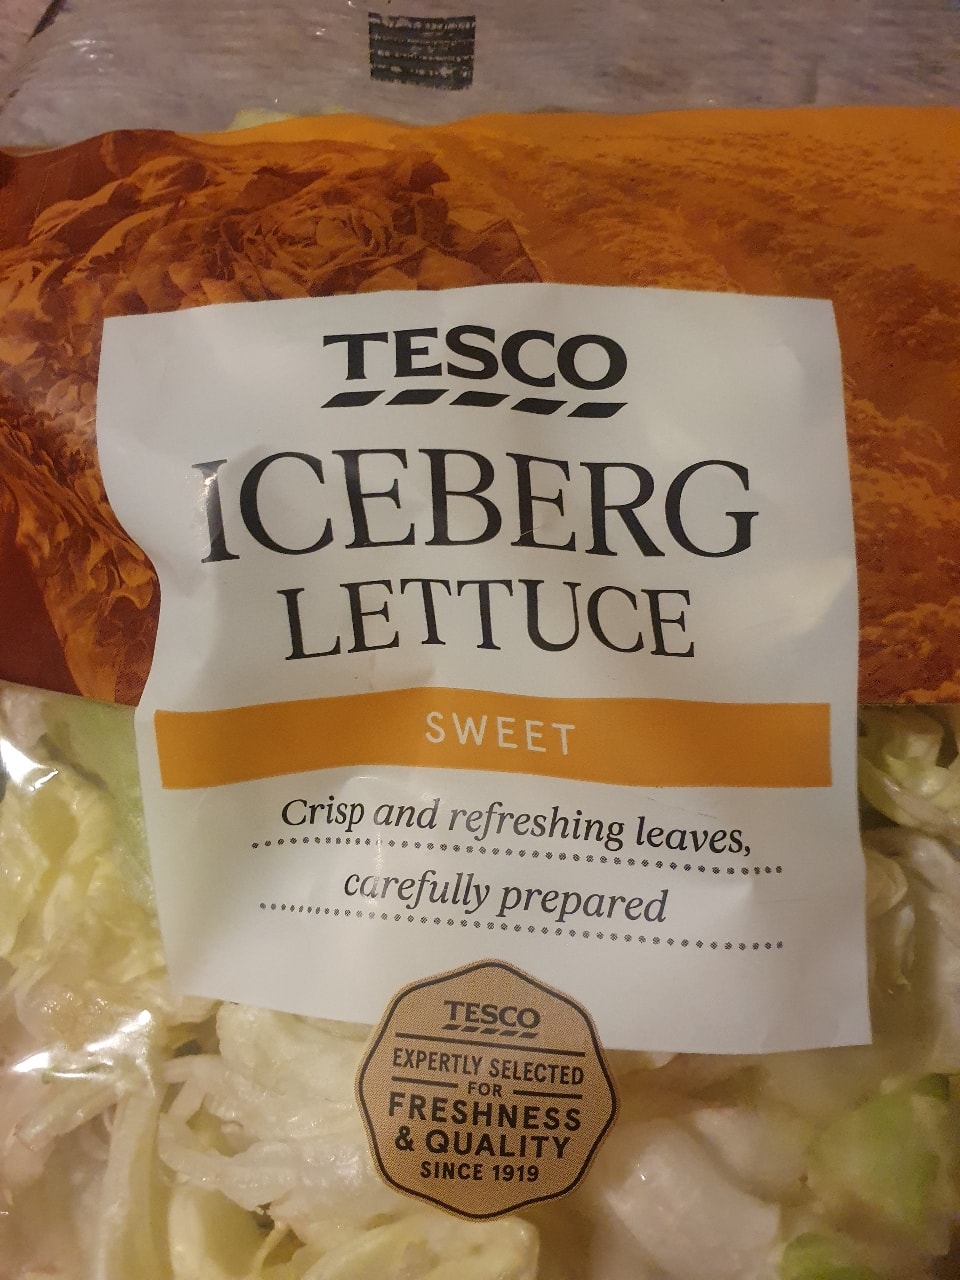 TESCO
ICEBERG
LETTUCE
SWEET
Crisp and refreshing leaves,
carefully prepared
TESCO
EXPERTLY SELECTED
FOR
FRESHNESS
& QUALITY
SINCE 1919